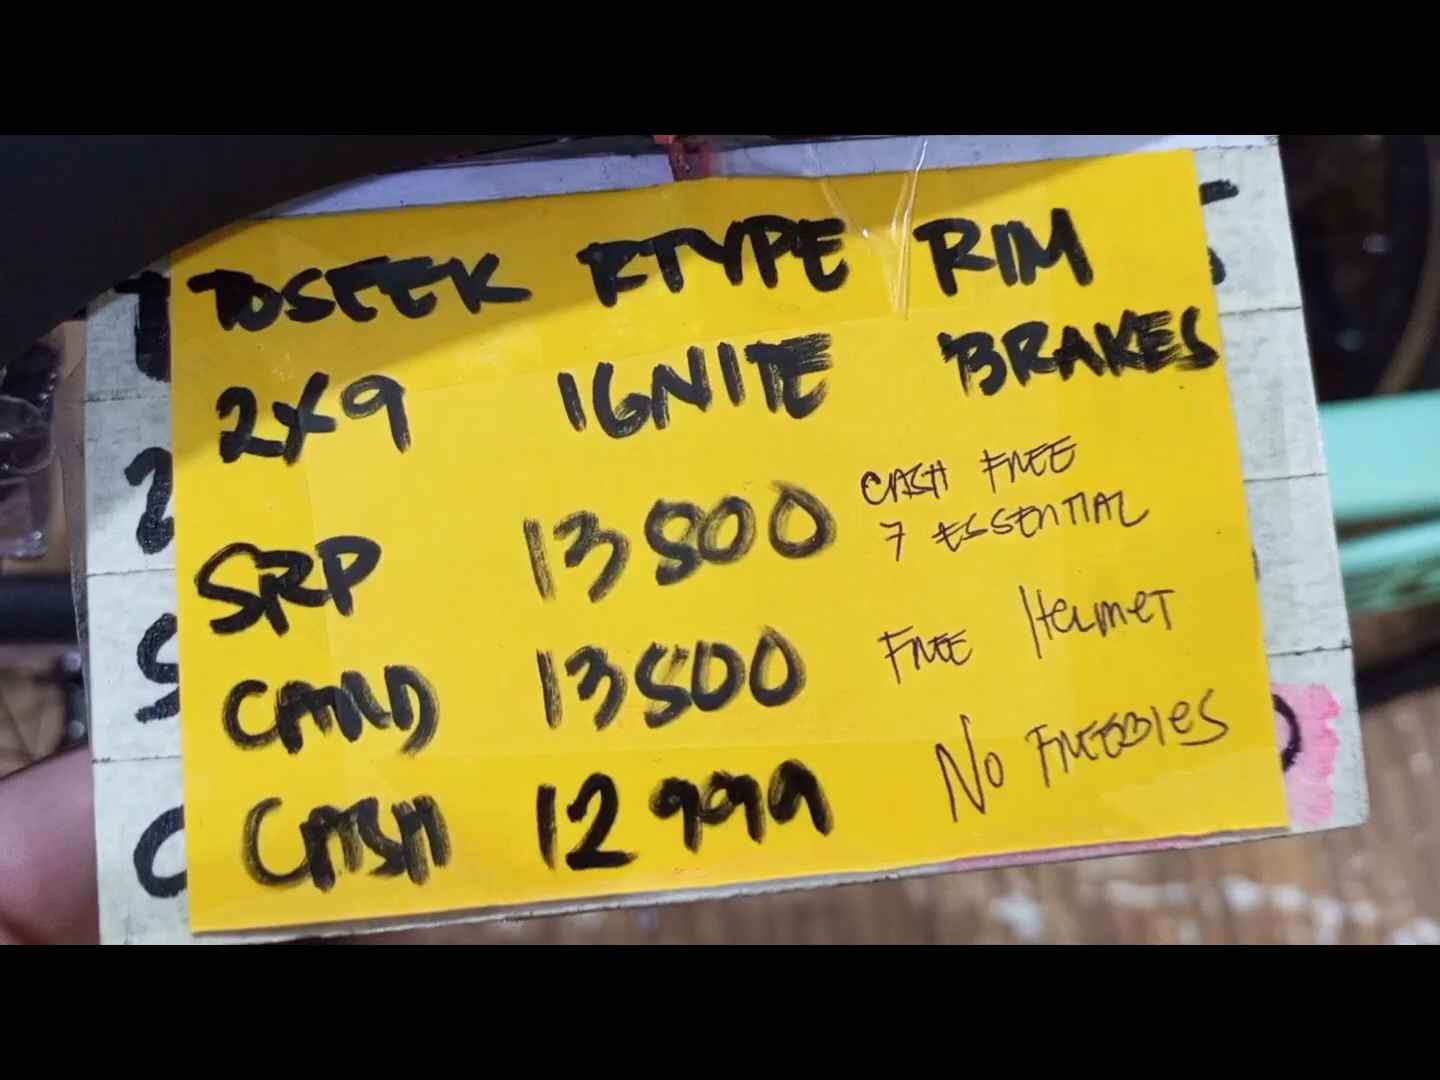 TOSEEK RTYPE RIM
2X9 IGNITE BRAKES
SRP 13800 CASH FREE
7 ESSENTIAL
CARD 13500 FREE HELMET
CASH 12999 NO FREEBIES